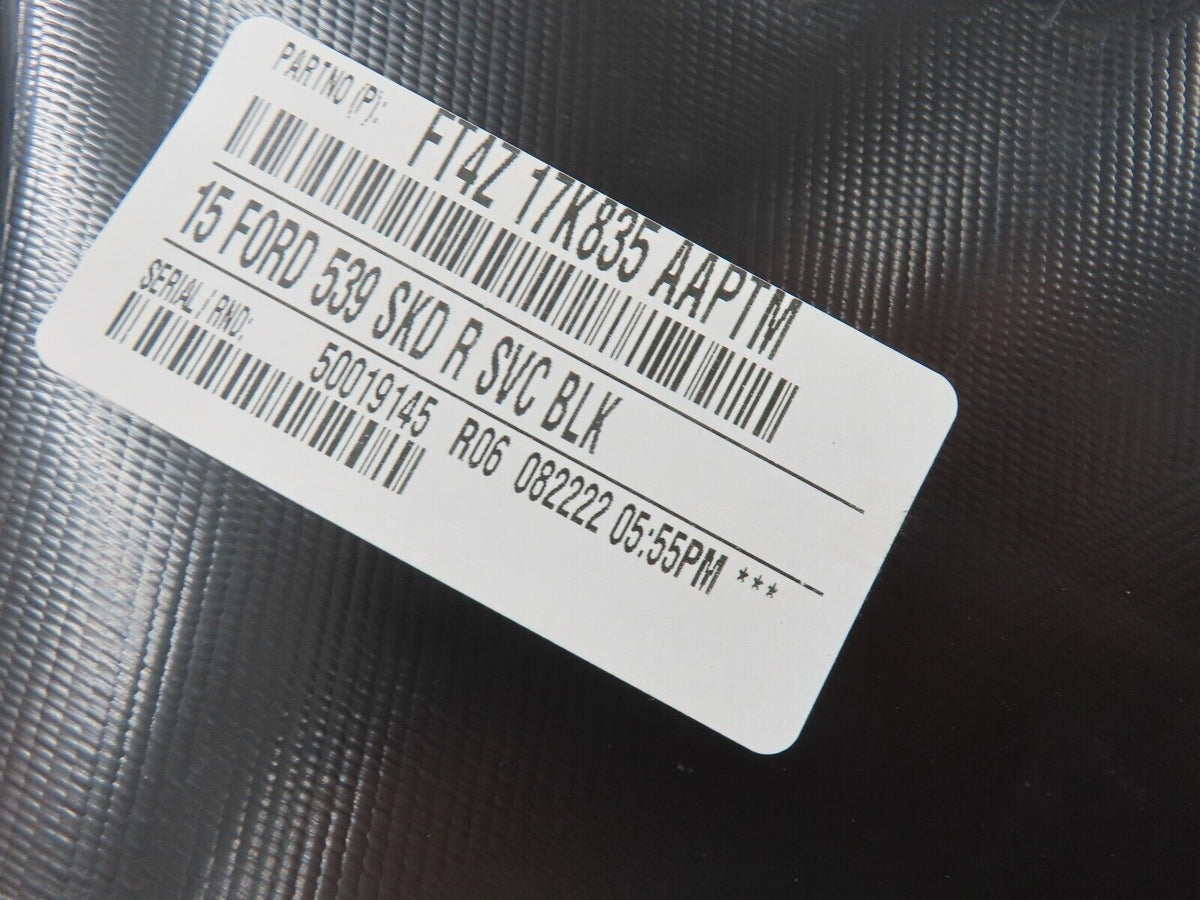 PARTNO (P): FT4Z 17K835 AAPTM
15 FORD 539 SKD R SVC BLK
SERIAL / RND: 50019145 R06 082222 05:55PM ***